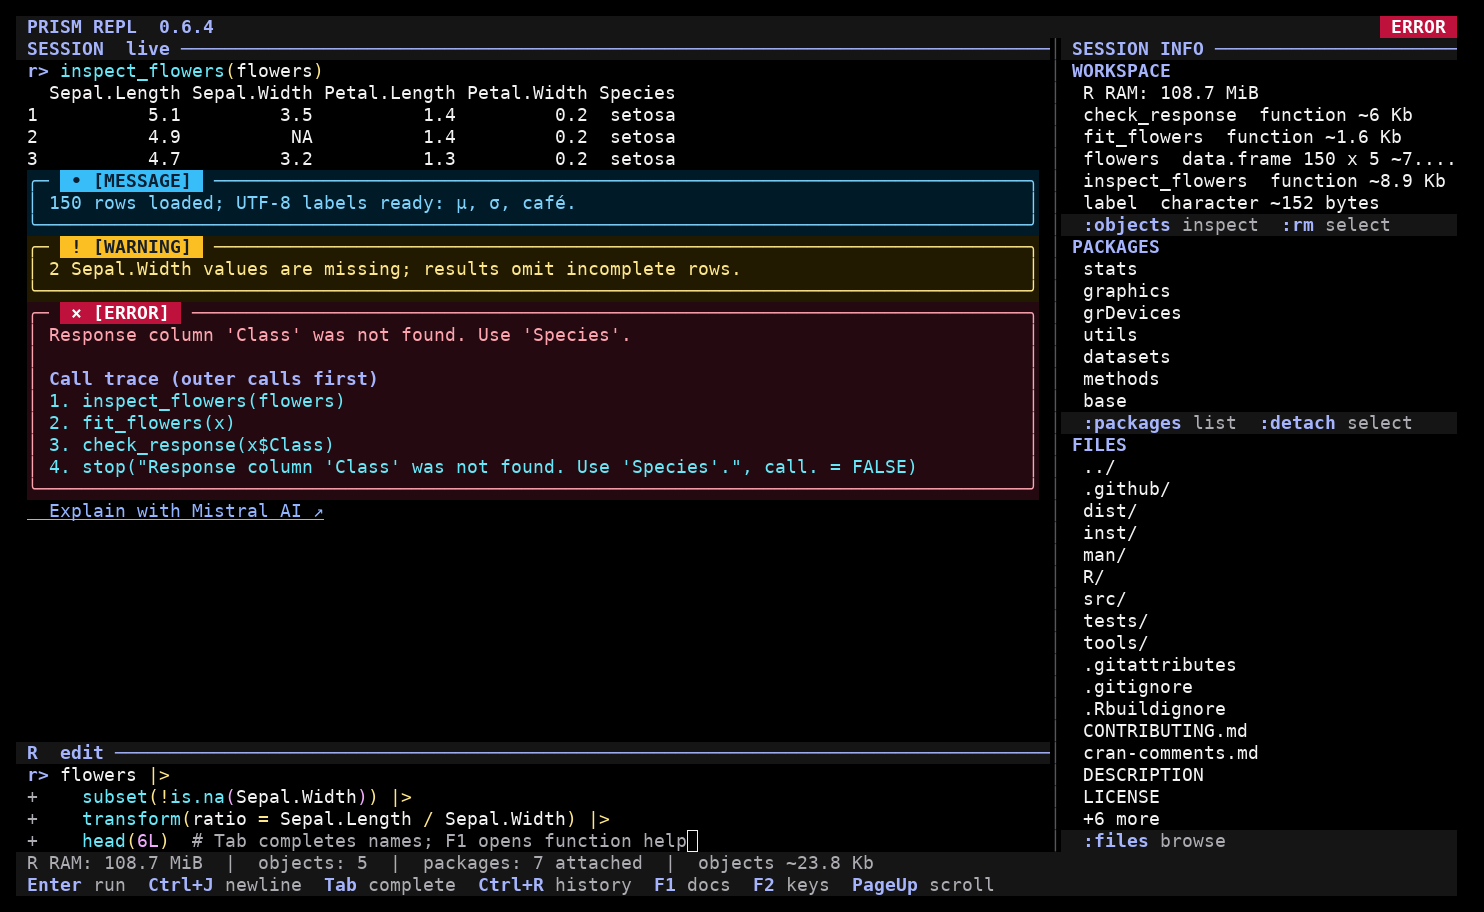 PRISM REPL  0.6.4
ERROR
SESSION  live
r> inspect_flowers(flowers)
  Sepal.Length Sepal.Width Petal.Length Petal.Width Species
1          5.1         3.5          1.4         0.2  setosa
2          4.9          NA          1.4         0.2  setosa
3          4.7         3.2          1.3         0.2  setosa
• [MESSAGE]
150 rows loaded; UTF-8 labels ready: μ, σ, café.
! [WARNING]
2 Sepal.Width values are missing; results omit incomplete rows.
× [ERROR]
Response column 'Class' was not found. Use 'Species'.
Call trace (outer calls first)
1. inspect_flowers(flowers)
2. fit_flowers(x)
3. check_response(x$Class)
4. stop("Response column 'Class' was not found. Use 'Species'.", call. = FALSE)
Explain with Mistral AI ↗
R  edit
r> flowers |>
+    subset(!is.na(Sepal.Width)) |>
+    transform(ratio = Sepal.Length / Sepal.Width) |>
+    head(6L)  # Tab completes names; F1 opens function help
R RAM: 108.7 MiB  |  objects: 5  |  packages: 7 attached  |  objects ~23.8 Kb
Enter run  Ctrl+J newline  Tab complete  Ctrl+R history  F1 docs  F2 keys  PageUp scroll
SESSION INFO
WORKSPACE
R RAM: 108.7 MiB
check_response  function ~6 Kb
fit_flowers  function ~1.6 Kb
flowers  data.frame 150 x 5 ~7....
inspect_flowers  function ~8.9 Kb
label  character ~152 bytes
:objects inspect  :rm select
PACKAGES
stats
graphics
grDevices
utils
datasets
methods
base
:packages list  :detach select
FILES
../
.github/
dist/
inst/
man/
R/
src/
tests/
tools/
.gitattributes
.gitignore
.Rbuildignore
CONTRIBUTING.md
cran-comments.md
DESCRIPTION
LICENSE
+6 more
:files browse